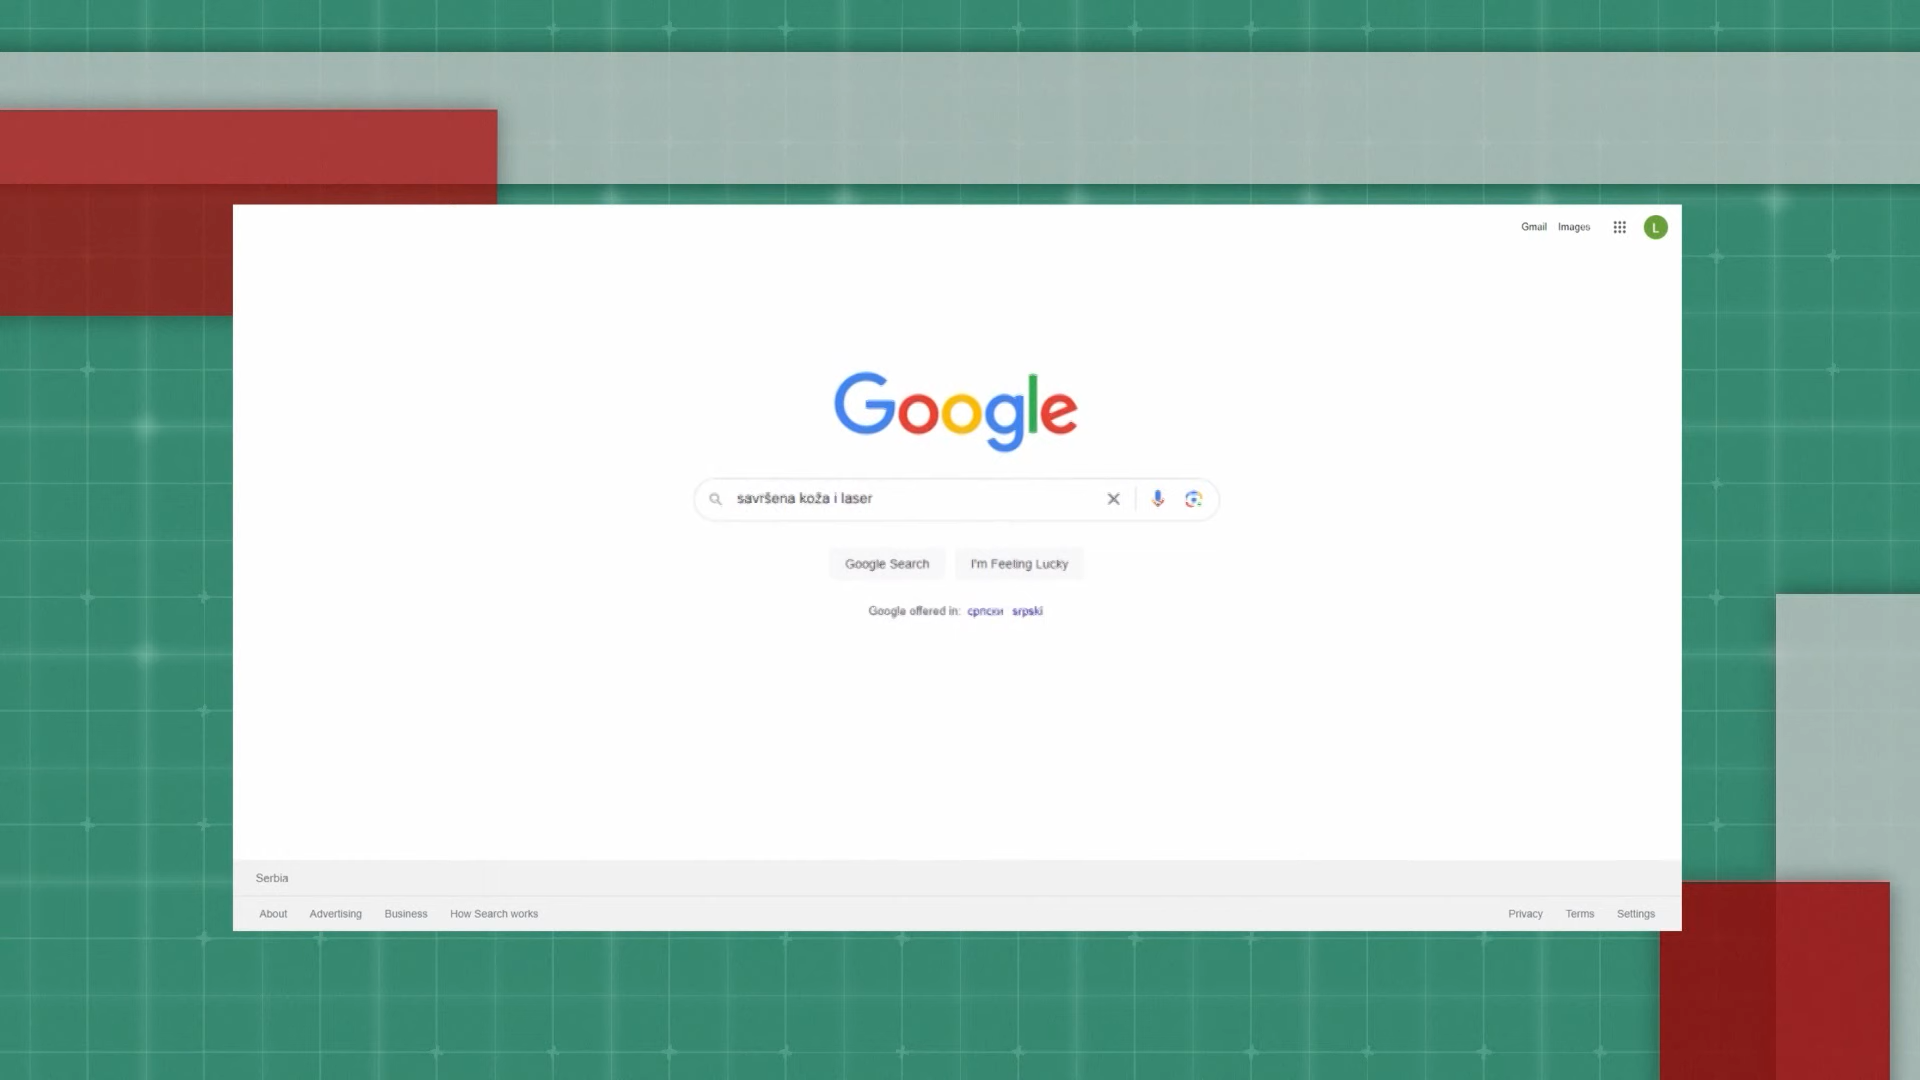 Gmail Images
L
Google
savršena koža i laser
Google Search I'm Feeling Lucky
Google offered in: српски srpski
Serbia
About Advertising Business How Search works Privacy Terms Settings